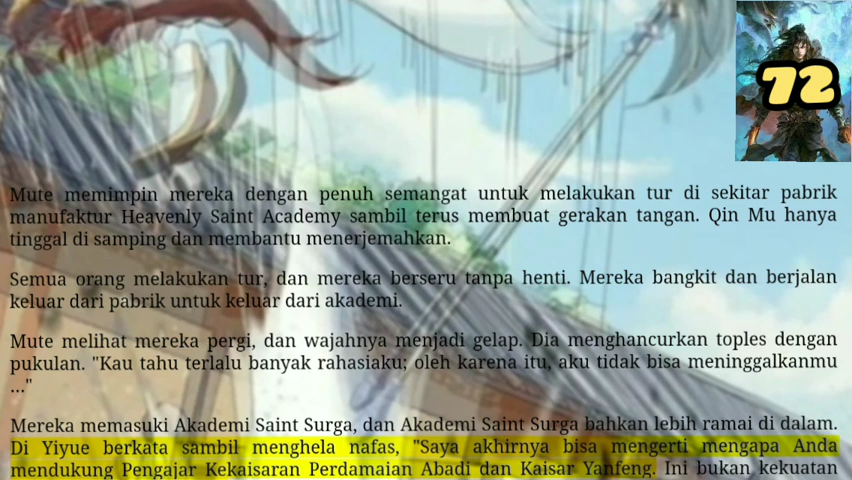 72
Mute memimpin mereka dengan penuh semangat untuk melakukan tur di sekitar pabrik
manufaktur Heavenly Saint Academy sambil terus membuat gerakan tangan. Qin Mu hanya
tinggal di samping dan membantu menerjemahkan.
Semua orang melakukan tur, dan mereka berseru tanpa henti. Mereka bangkit dan berjalan
keluar dari pabrik untuk keluar dari akademi.
Mute melihat mereka pergi, dan wajahnya menjadi gelap. Dia menghancurkan toples dengan
pukulan. "Kau tahu terlalu banyak rahasiaku; oleh karena itu, aku tidak bisa meninggalkanmu
..."
Mereka memasuki Akademi Saint Surga, dan Akademi Saint Surga bahkan lebih ramai di dalam.
Di Yiyue berkata sambil menghela nafas, "Saya akhirnya bisa mengerti mengapa Anda
mendukung Pengajar Kekaisaran Perdamaian Abadi dan Kaisar Yanfeng. Ini bukan kekuatan